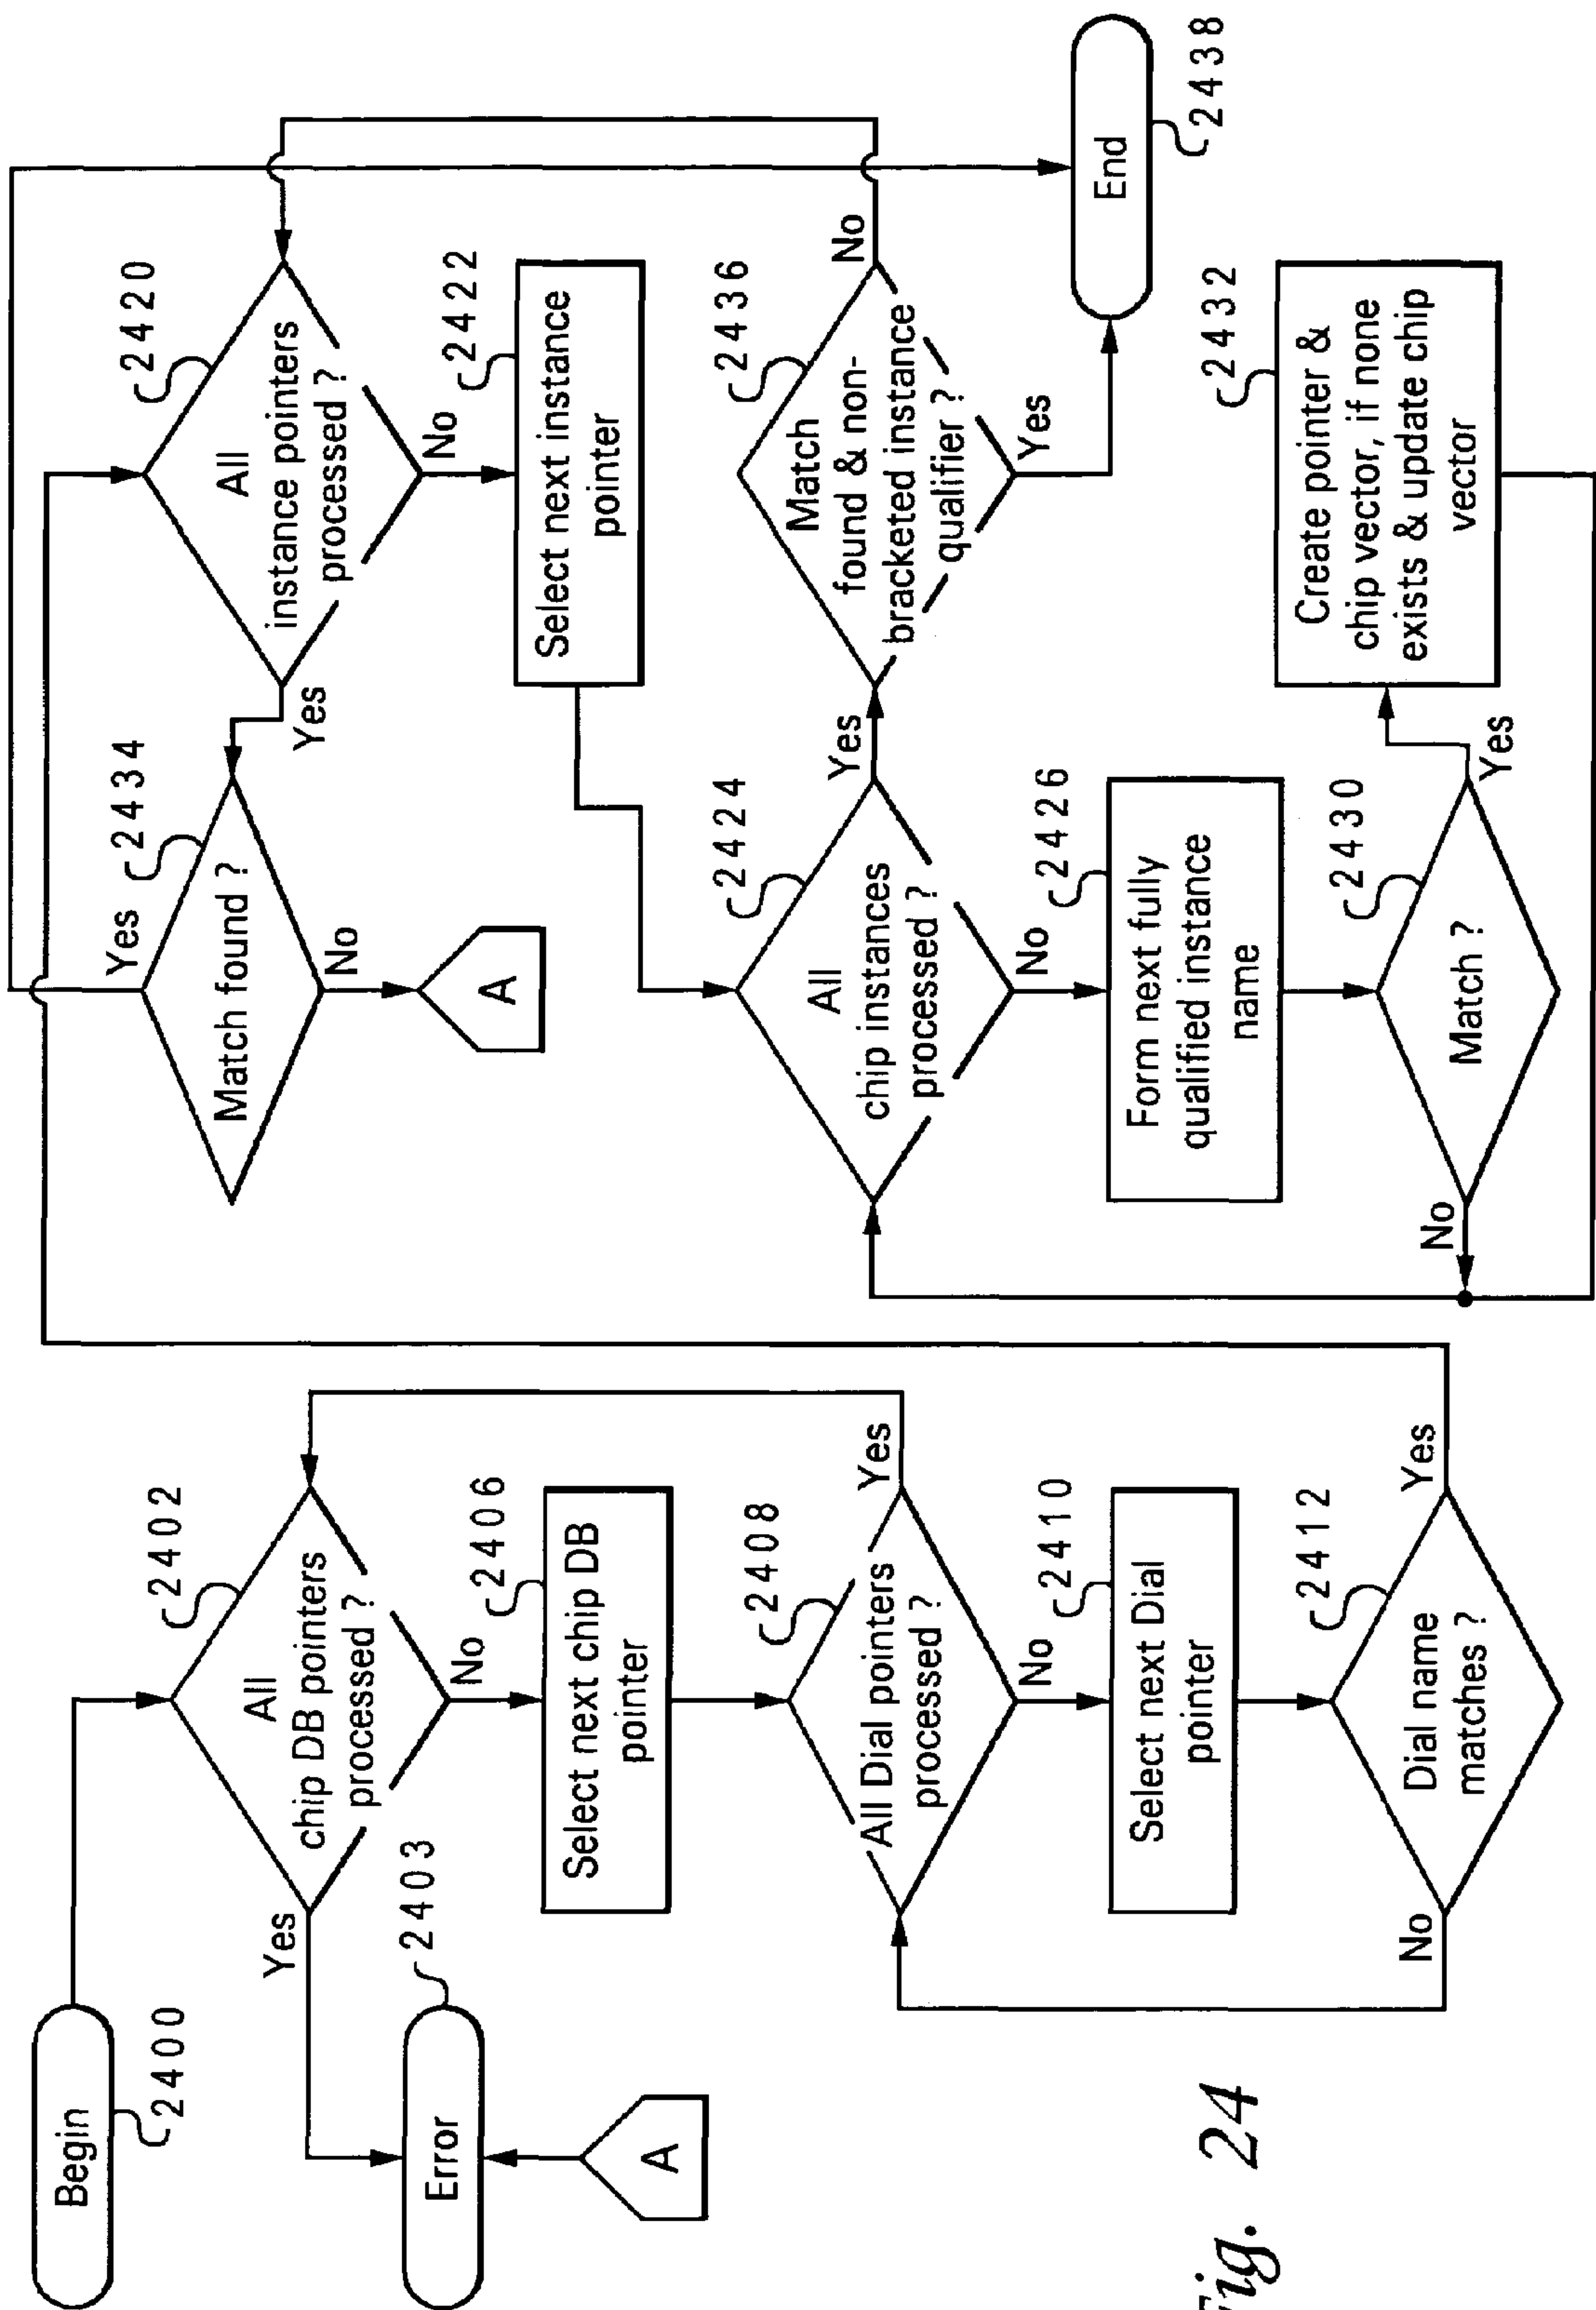 Begin
2400
All
chip DB pointers
processed ?
2402
Yes
No
Error
2403
A
Select next chip DB
pointer
2406
All Dial pointers
processed ?
2408
Yes
No
Select next Dial
pointer
2410
Dial name
matches ?
2412
No
Yes
Match found ?
2434
Yes
No
A
All
instance pointers
processed ?
2420
Yes
No
Select next instance
pointer
2422
All
chip instances
processed ?
2424
Yes
No
Form next fully
qualified instance
name
2426
Match ?
2430
No
Yes
Match
found & non-
bracketed instance
qualifier ?
2436
No
Yes
Create pointer &
chip vector, if none
exists & update chip
vector
2432
End
2438
Fig. 24